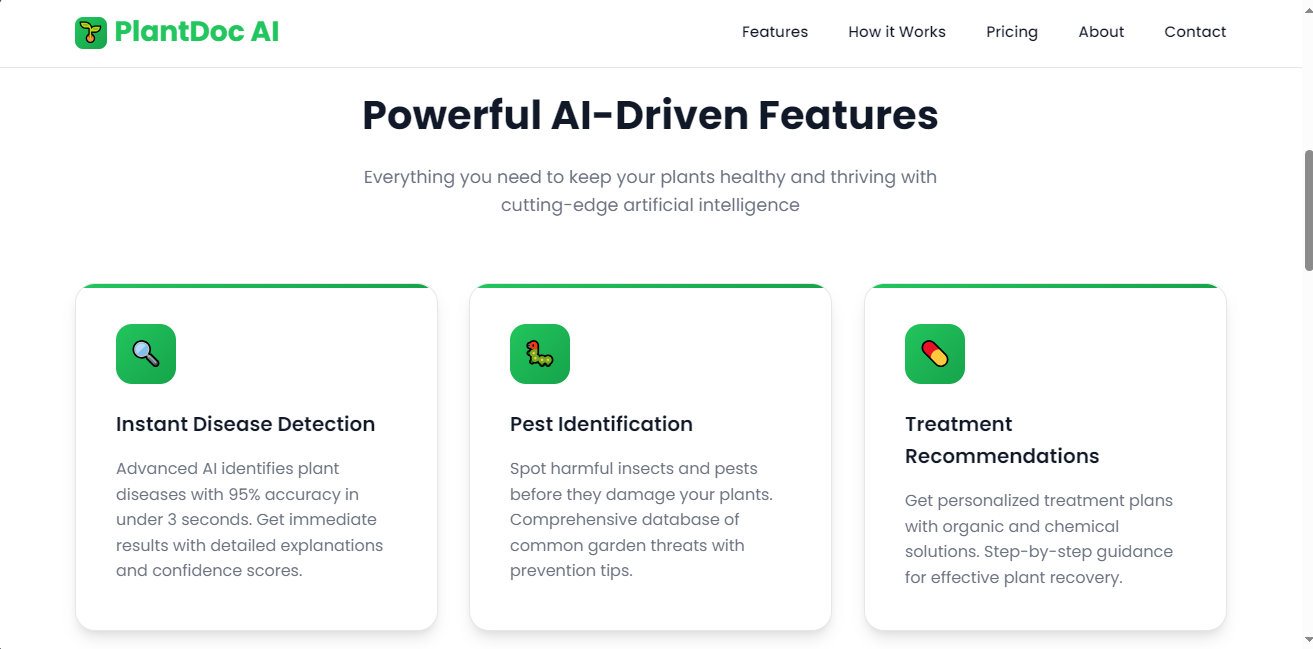 PlantDoc AI
Features
How it Works
Pricing
About
Contact
Powerful AI-Driven Features
Everything you need to keep your plants healthy and thriving with
cutting-edge artificial intelligence
Instant Disease Detection
Advanced AI identifies plant
diseases with 95% accuracy in
under 3 seconds. Get immediate
results with detailed explanations
and confidence scores.
Pest Identification
Spot harmful insects and pests
before they damage your plants.
Comprehensive database of
common garden threats with
prevention tips.
Treatment
Recommendations
Get personalized treatment plans
with organic and chemical
solutions. Step-by-step guidance
for effective plant recovery.